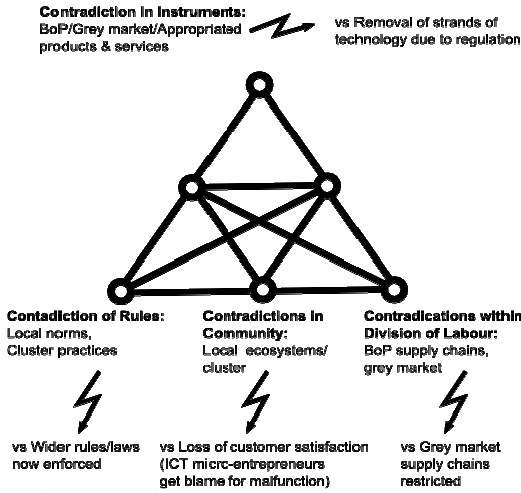 Contradiction in Instruments:
BoP/Grey market/Appropriated
products & services
vs Removal of strands of
technology due to regulation
Contadiction of Rules:
Local norms,
Cluster practices
Contradictions in
Community:
Local ecosystems/
cluster
Contradications within
Division of Labour:
BoP supply chains,
grey market
vs Wider rules/laws
now enforced
vs Loss of customer satisfaction
(ICT micro-entrepreneurs
get blame for malfunction)
vs Grey market
supply chains
restricted